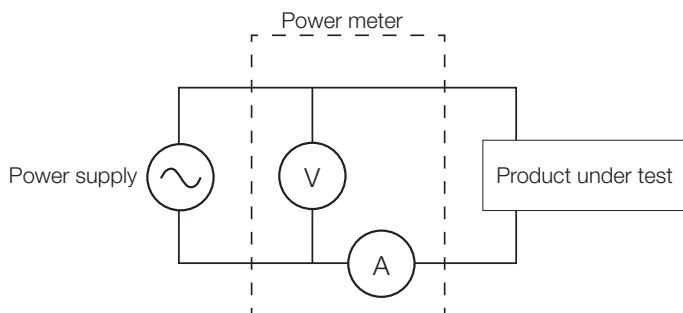 Power meter
Power supply
V
Product under test
A